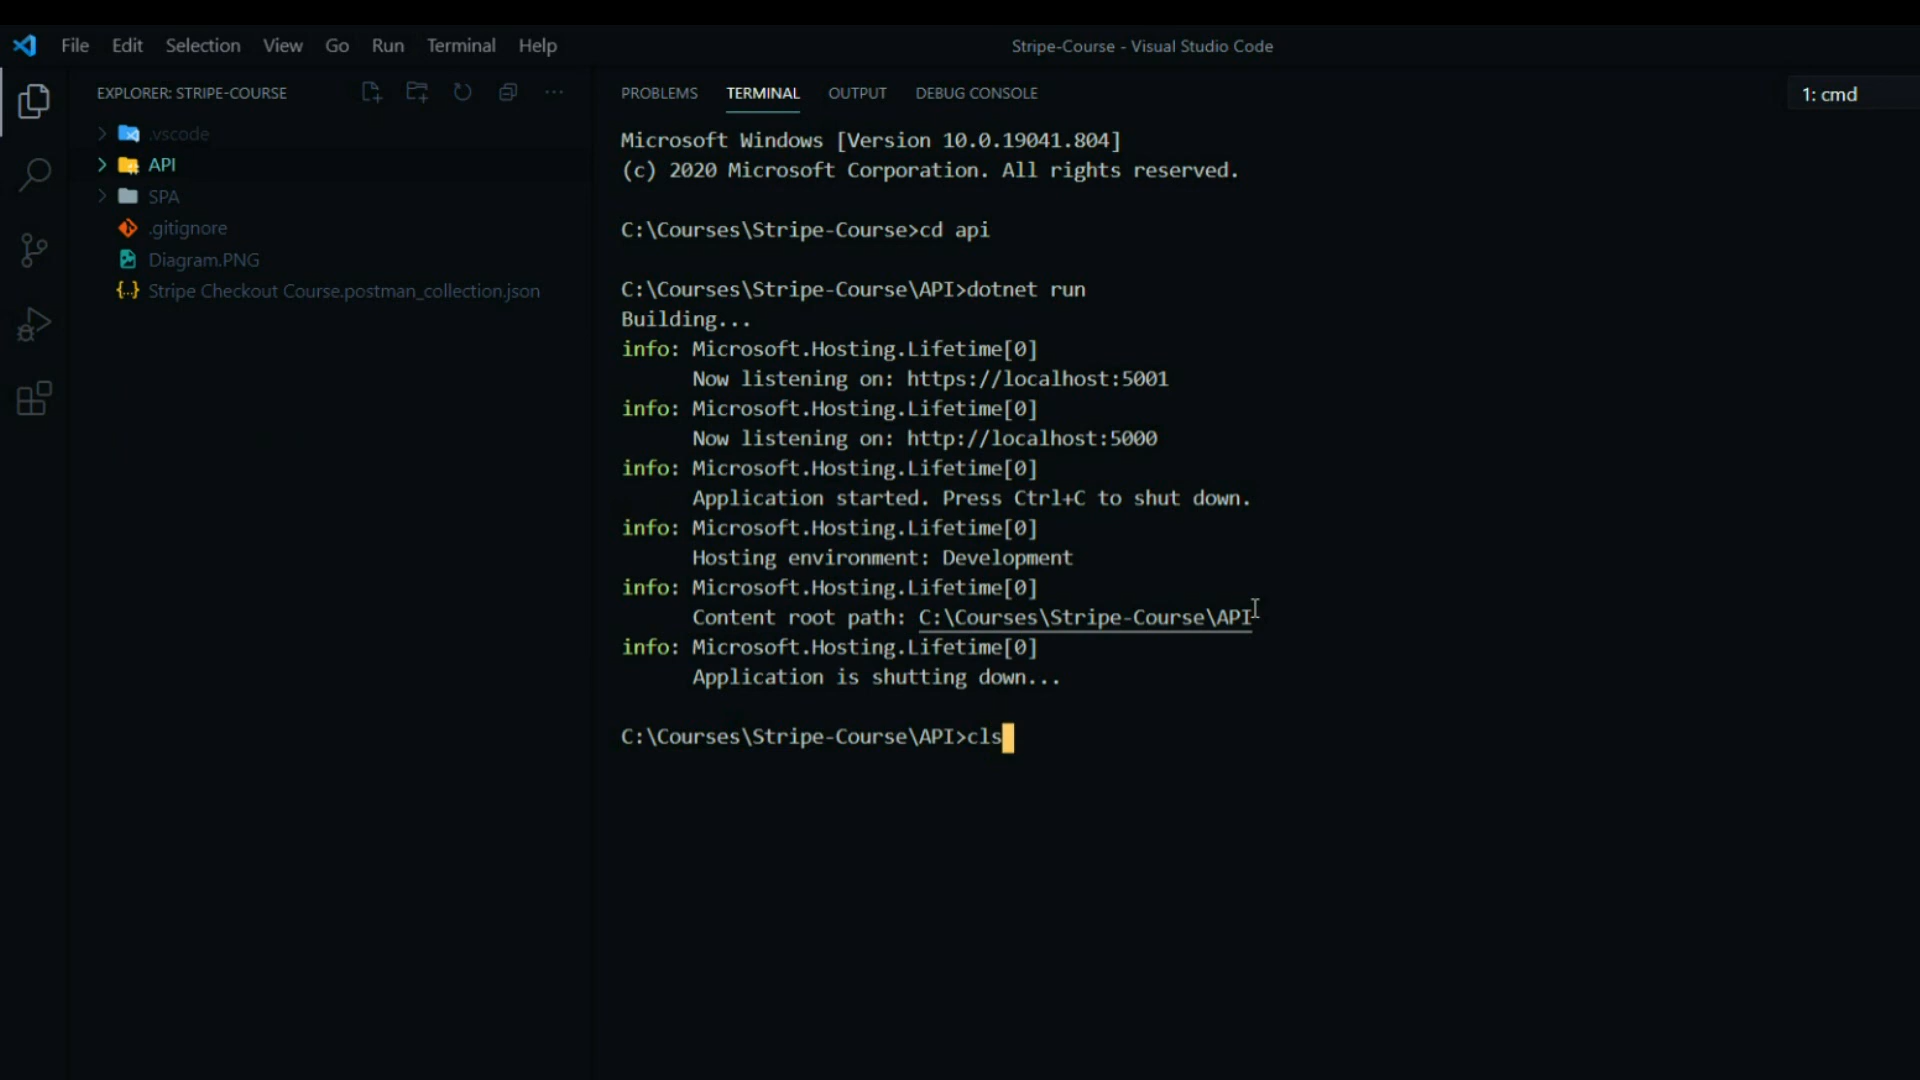 File Edit Selection View Go Run Terminal Help
Stripe-Course - Visual Studio Code
EXPLORER: STRIPE-COURSE
.vscode
API
SPA
.gitignore
Diagram.PNG
{..} Stripe Checkout Course.postman_collection.json
PROBLEMS TERMINAL OUTPUT DEBUG CONSOLE
1: cmd
Microsoft Windows [Version 10.0.19041.804]
(c) 2020 Microsoft Corporation. All rights reserved.
C:\Courses\Stripe-Course>cd api
C:\Courses\Stripe-Course\API>dotnet run
Building...
info: Microsoft.Hosting.Lifetime[0]
Now listening on: https://localhost:5001
info: Microsoft.Hosting.Lifetime[0]
Now listening on: http://localhost:5000
info: Microsoft.Hosting.Lifetime[0]
Application started. Press Ctrl+C to shut down.
info: Microsoft.Hosting.Lifetime[0]
Hosting environment: Development
info: Microsoft.Hosting.Lifetime[0]
Content root path: C:\Courses\Stripe-Course\API
info: Microsoft.Hosting.Lifetime[0]
Application is shutting down...
C:\Courses\Stripe-Course\API>cls